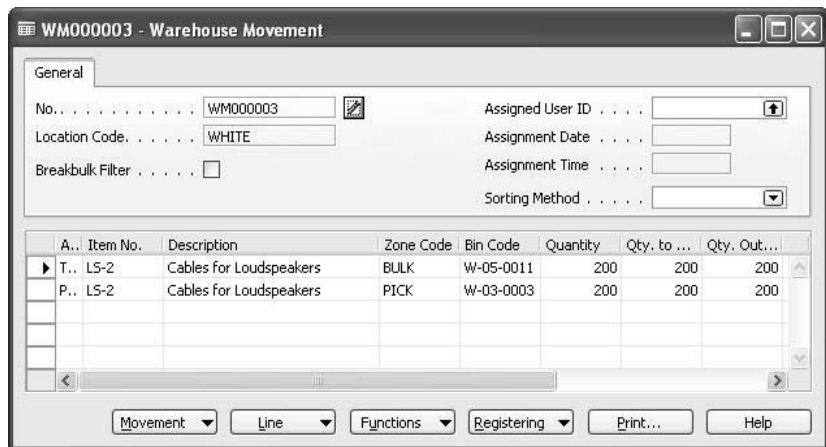 WM000003 - Warehouse Movement
General
No.. . . . . . . . . . . . WM000003
Location Code. . . . . . WHITE
Breakbulk Filter . . . . .
Assigned User ID . . . .
Assignment Date . . . .
Assignment Time . . . .
Sorting Method . . . . .
A.. Item No. Description Zone Code Bin Code Quantity Qty. to ... Qty. Out...
T.. LS-2 Cables for Loudspeakers BULK W-05-0011 200 200 200
P.. LS-2 Cables for Loudspeakers PICK W-03-0003 200 200 200
Movement Line Functions Registering Print... Help